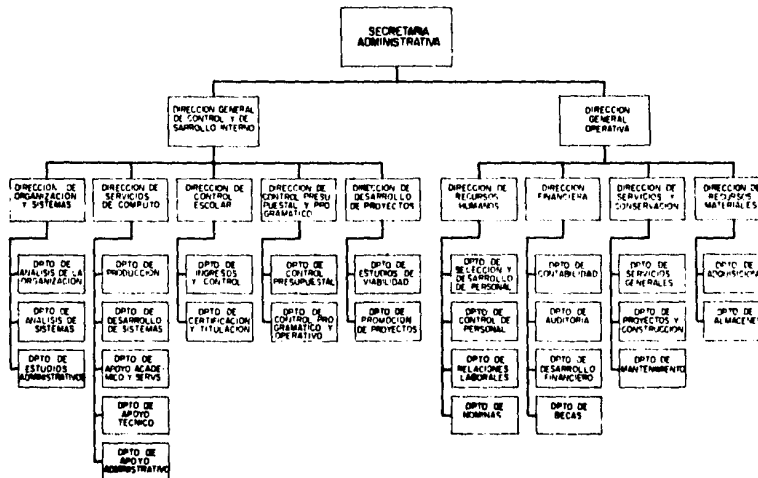 SECRETARIA
ADMINISTRATIVA
DIRECCION GENERAL
DE CONTROL Y DE
SARROLLO INTERNO
DIRECCION
GENERAL
OPERATIVA
DIRECCION DE
ORGANIZACION
Y SISTEMAS
DIRECCION DE
SERVICIOS DE
COMPUTO
DIRECCION DE
CONTROL
ESCOLAR
DIRECCION DE
CONTROL PRESU
PUESTAL Y PRO
GRAMATICO
DIRECCION DE
DESARROLLO
DE PROYECTOS
DIRECCION DE
RECURSOS
HUMANOS
DIRECCION
FINANCIERA
DIRECCION DE
SERVICIOS Y
CONSERVACION
DIRECCION DE
RECURSOS
MATERIALES
DPTO DE
ANALISIS DE LA
ORGANIZACION
DPTO DE
ANALISIS DE
SISTEMAS
DPTO DE
ESTUDIOS
ADMINISTRATIVOS
DPTO DE
PRODUCCION
DPTO DE
DESARROLLO
DE SISTEMAS
DPTO DE
APOYO ACADE
MICO Y SERVS
DPTO DE
APOYO
TECNICO
DPTO DE
APOYO
ADMINISTRATIVO
DPTO DE
INGRESOS
Y CONTROL
DPTO DE
CERTIFICACION
Y TITULACION
DPTO DE
CONTROL
PRESUPUESTAL
DPTO DE
CONTROL PRO
GRAMATICO Y
OPERATIVO
DPTO DE
ESTUDIOS DE
VIABILIDAD
DPTO DE
PROMOCION DE
PROYECTOS
DPTO DE
SELECCION Y
DESARROLLO
DE PERSONAL
DPTO DE
CONTROL DE
PERSONAL
DPTO DE
RELACIONES
LABORALES
DPTO DE
NOMINAS
DPTO DE
CONTABILIDAD
DPTO DE
AUDITORIA
DPTO DE
DESARROLLO
FINANCIERO
DPTO DE
BECAS
DPTO DE
SERVICIOS
GENERALES
DPTO DE
PROYECTOS Y
CONSTRUCCION
DPTO DE
MANTENIMIENTO
DPTO DE
DPTO DE